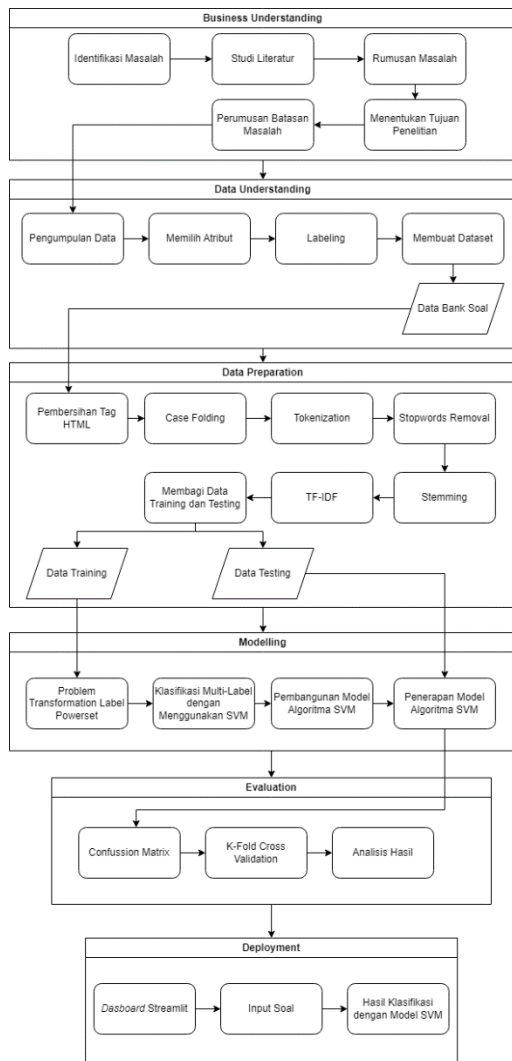 Business Understanding
Identifikasi Masalah
Studi Literatur
Rumusan Masalah
Perumusan Batasan
Masalah
Menentukan Tujuan
Penelitian
Data Understanding
Pengumpulan Data
Memilih Atribut
Labeling
Membuat Dataset
Data Bank Soal
Data Preparation
Pembersihan Tag
HTML
Case Folding
Tokenization
Stopwords Removal
Membagi Data
Training dan Testing
TF-IDF
Stemming
Data Training
Data Testing
Modelling
Problem
Transformation Label
Powerset
Klasifikasi Multi-Label
dengan
Menggunakan SVM
Pembangunan Model
Algoritma SVM
Penerapan Model
Algoritma SVM
Evaluation
Confussion Matrix
K-Fold Cross
Validation
Analisis Hasil
Deployment
Dasboard Streamlit
Input Soal
Hasil Klasifikasi
dengan Model SVM